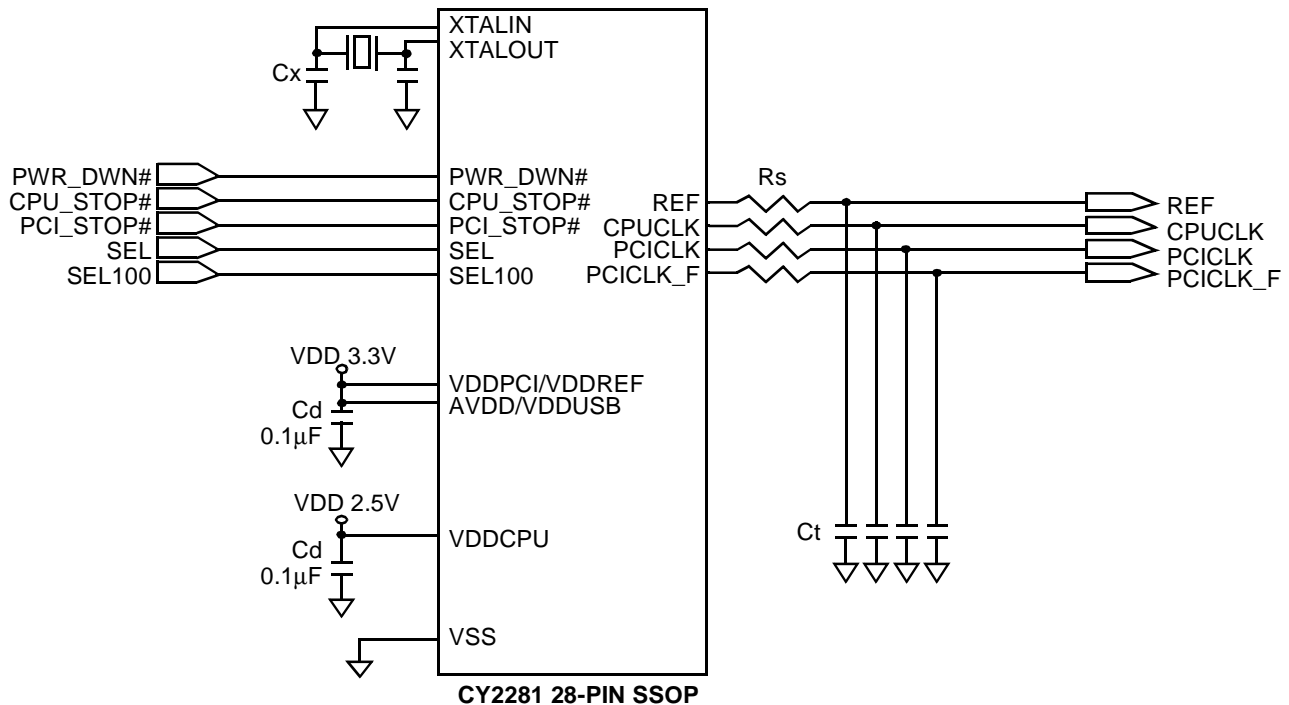 XTALIN
XTALOUT
Cx
PWR_DWN#
CPU_STOP#
PCI_STOP#
SEL
SEL100
PWR_DWN#
CPU_STOP#
PCI_STOP#
SEL
SEL100
REF
CPUCLK
PCICLK
PCICLK_F
Rs
REF
CPUCLK
PCICLK
PCICLK_F
VDD 3.3V
VDDPCI/VDDREF
AVDD/VDDUSB
Cd
0.1µF
VDD 2.5V
VDDCPU
Cd
0.1µF
Ct
VSS
CY2281 28-PIN SSOP